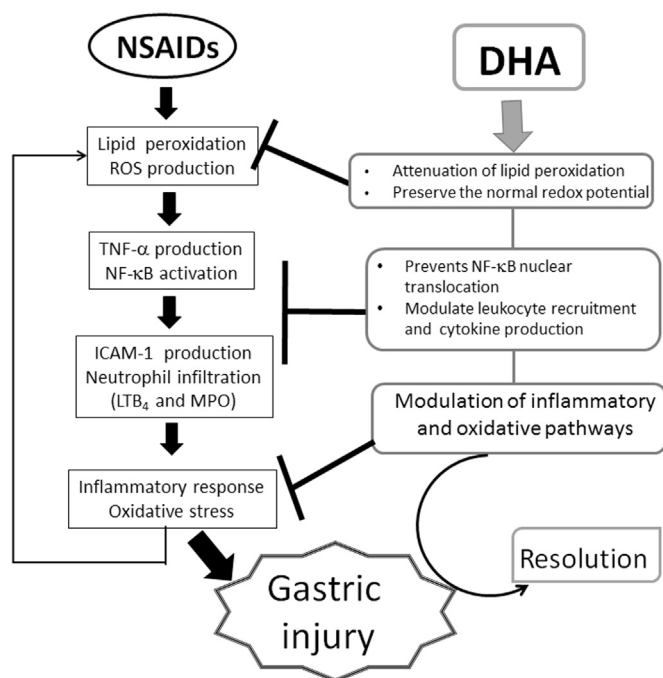 NSAIDs
Lipid peroxidation
ROS production
TNF-α production
NF-κB activation
ICAM-1 production
Neutrophil infiltration
(LTB₄ and MPO)
Inflammatory response
Oxidative stress
Gastric
injury
DHA
• Attenuation of lipid peroxidation
• Preserve the normal redox potential
• Prevents NF-κB nuclear
translocation
• Modulate leukocyte recruitment
and cytokine production
Modulation of inflammatory
and oxidative pathways
Resolution